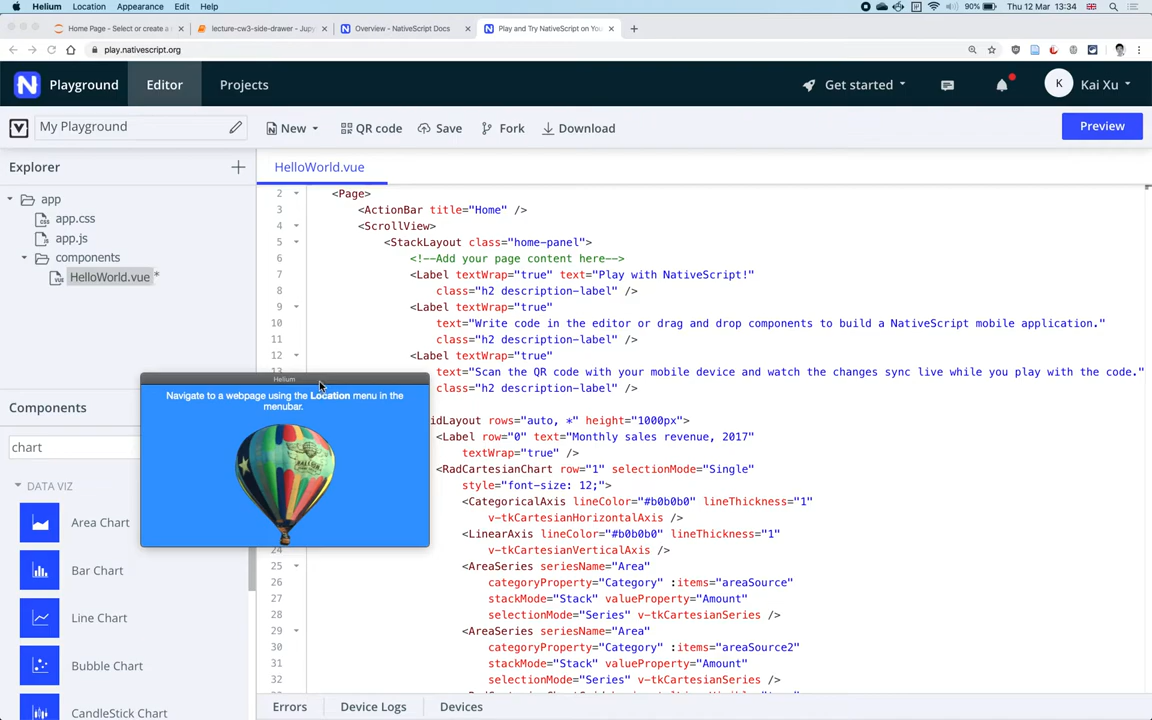 Helium Location Appearance Edit Help
90% Thu 12 Mar 13:34
Home Page - Select or create a
lecture-cw3-side-drawer - Jupy
Overview - NativeScript Docs
Play and Try NativeScript on You
play.nativescript.org
N Playground Editor Projects Get started K Kai Xu
My Playground New QR code Save Fork Download Preview
Explorer
HelloWorld.vue
app
app.css
app.js
components
HelloWorld.vue *
2 <Page>
3 <ActionBar title="Home" />
4 <ScrollView>
5 <StackLayout class="home-panel">
6 <!--Add your page content here-->
7 <Label textWrap="true" text="Play with NativeScript!"
8 class="h2 description-label" />
9 <Label textWrap="true"
10 text="Write code in the editor or drag and drop components to build a NativeScript mobile application."
11 class="h2 description-label" />
12 <Label textWrap="true"
text="Scan the QR code with your mobile device and watch the changes sync live while you play with the code."
class="h2 description-label" />
idLayout rows="auto, *" height="1000px">
<Label row="0" text="Monthly sales revenue, 2017"
textWrap="true" />
<RadCartesianChart row="1" selectionMode="Single"
style="font-size: 12;">
<CategoricalAxis lineColor="#b0b0b0" lineThickness="1"
v-tkCartesianHorizontalAxis />
<LinearAxis lineColor="#b0b0b0" lineThickness="1"
24 v-tkCartesianVerticalAxis />
25 <AreaSeries seriesName="Area"
26 categoryProperty="Category" :items="areaSource"
27 stackMode="Stack" valueProperty="Amount"
28 selectionMode="Series" v-tkCartesianSeries />
29 <AreaSeries seriesName="Area"
30 categoryProperty="Category" :items="areaSource2"
31 stackMode="Stack" valueProperty="Amount"
32 selectionMode="Series" v-tkCartesianSeries />
Helium
Navigate to a webpage using the Location menu in the
menubar.
Components
chart
DATA VIZ
Area Chart
Bar Chart
Line Chart
Bubble Chart
CandleStick Chart
Errors Device Logs Devices